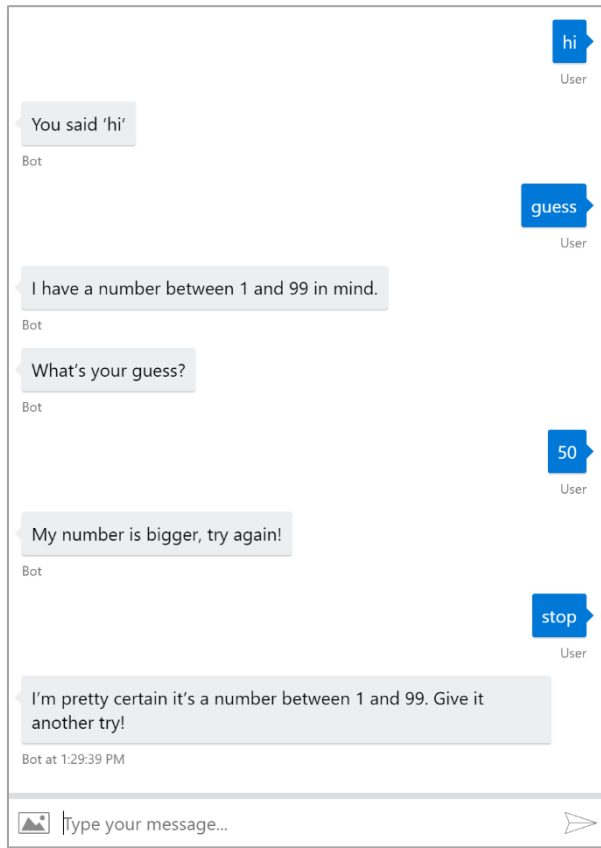 hi
User
You said ‘hi’
Bot
guess
User
I have a number between 1 and 99 in mind.
Bot
What’s your guess?
Bot
50
User
My number is bigger, try again!
Bot
stop
User
I’m pretty certain it’s a number between 1 and 99. Give it
another try!
Bot at 1:29:39 PM
Type your message...